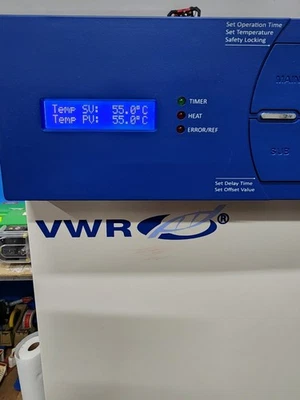 Set Operation Time
Set Temperature
Safety Locking
Temp SV: 55.0°C
Temp PV: 55.0°C
TIMER
HEAT
ERROR/REF
Set Delay Time
Set Offset Value
VWR®